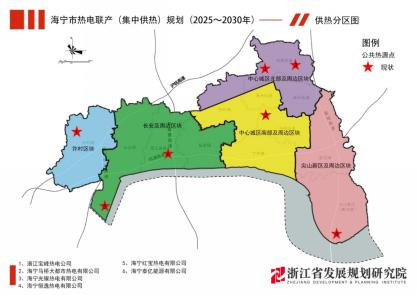 海宁市热电联产（集中供热）规划（2025～2030年）
供热分区图
图例
公共热源点
现状
中心城区北部及周边区块
长安及周边区块
中心城区南部及周边区块
许村区块
尖山新区及周边区块
1、浙江宝峰热电公司
2、海宁马桥大都市热电有限公司
3、海宁光耀热电有限公司
4、海宁恒逸热电有限公司
5、海宁红宝热电有限公司
6、海宁泰亿能源有限公司
浙江省发展规划研究院
ZHEJIANG DEVELOPMENT & PLANNING INSTITUTE